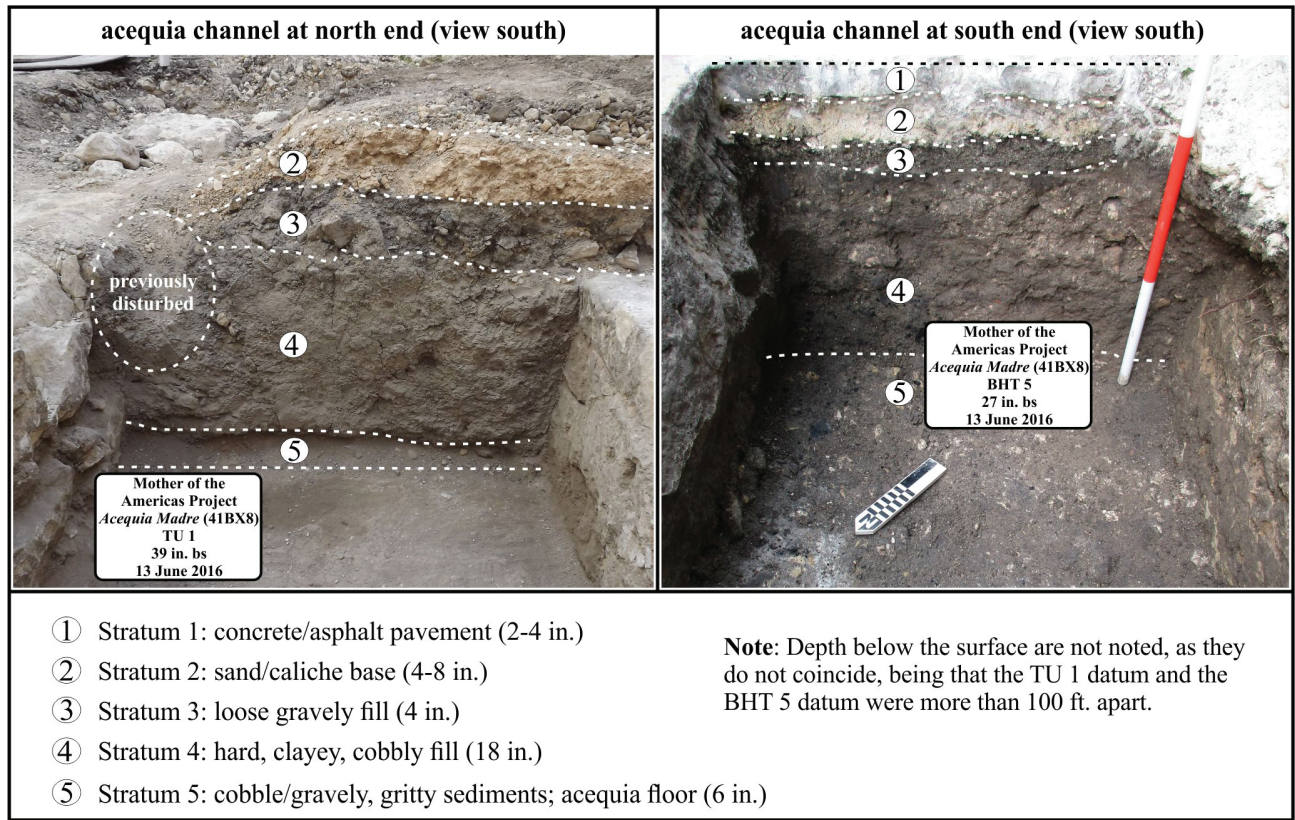 acequia channel at north end (view south)
2
3
previously
disturbed
4
5
Mother of the
Americas Project
Acequia Madre (41BX8)
TU 1
39 in. bs
13 June 2016
acequia channel at south end (view south)
1
2
3
4
Mother of the
Americas Project
Acequia Madre (41BX8)
BHT 5
27 in. bs
13 June 2016
5
N
1 Stratum 1: concrete/asphalt pavement (2-4 in.)
2 Stratum 2: sand/caliche base (4-8 in.)
3 Stratum 3: loose gravely fill (4 in.)
4 Stratum 4: hard, clayey, cobbly fill (18 in.)
5 Stratum 5: cobble/gravely, gritty sediments; acequia floor (6 in.)
Note: Depth below the surface are not noted, as they
do not coincide, being that the TU 1 datum and the
BHT 5 datum were more than 100 ft. apart.